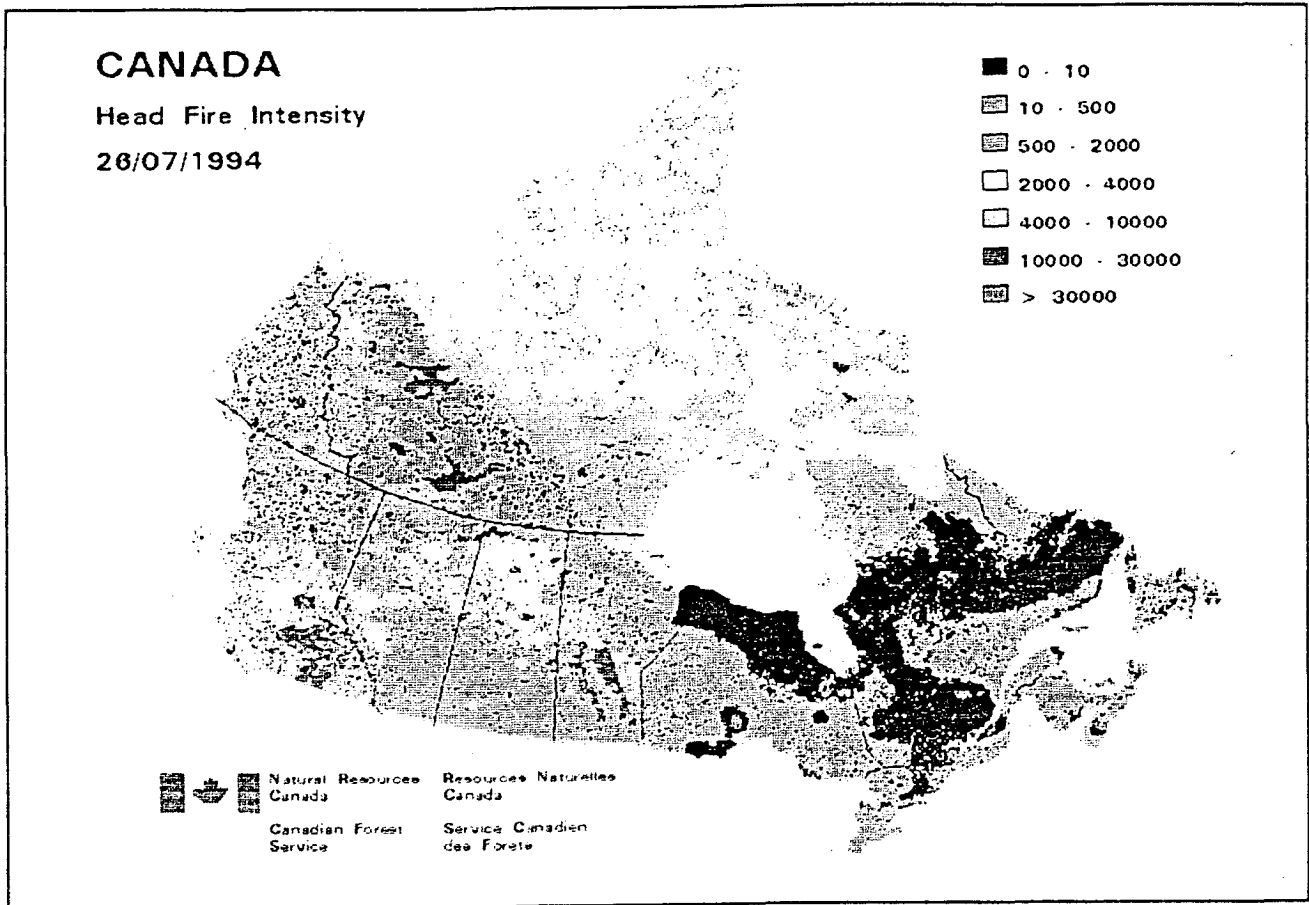 CANADA
Head Fire Intensity
26/07/1994
0 - 10
10 - 500
500 - 2000
2000 - 4000
4000 - 10000
10000 - 30000
> 30000
Natural Resources
Canada
Resources Naturelles
Canada
Canadian Forest
Service
Service Canadien
des Forets